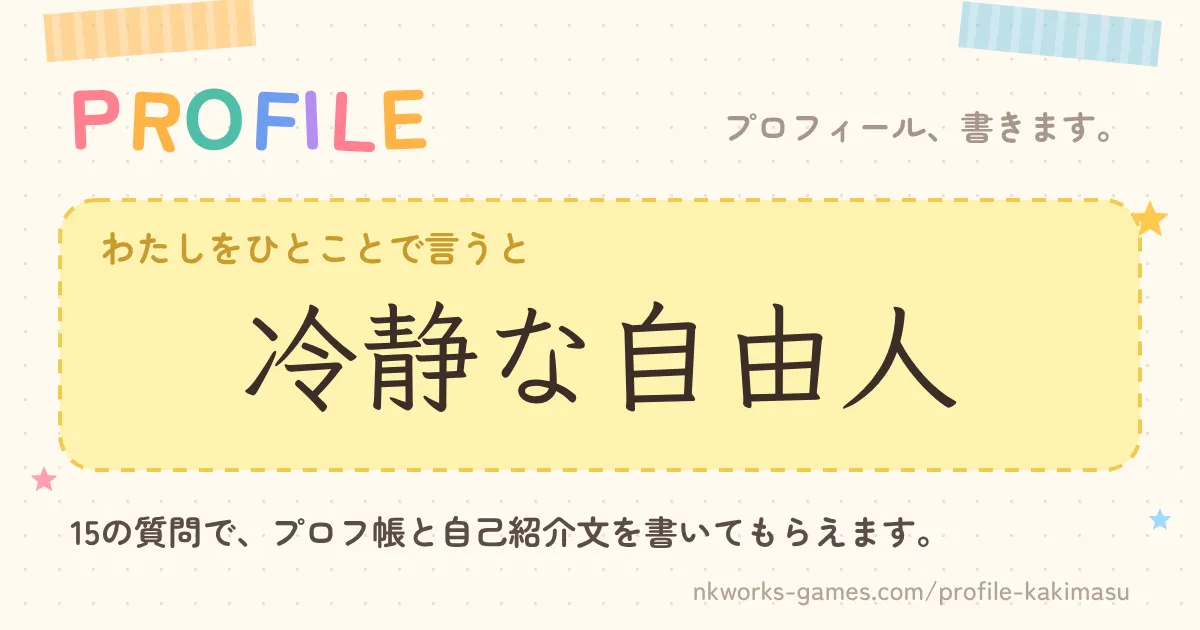 PROFILE
プロフィール、書きます。
わたしをひとことで言うと
冷静な自由人
15の質問で、プロフ帳と自己紹介文を書いてもらえます。
nkworks-games.com/profile-kakimasu